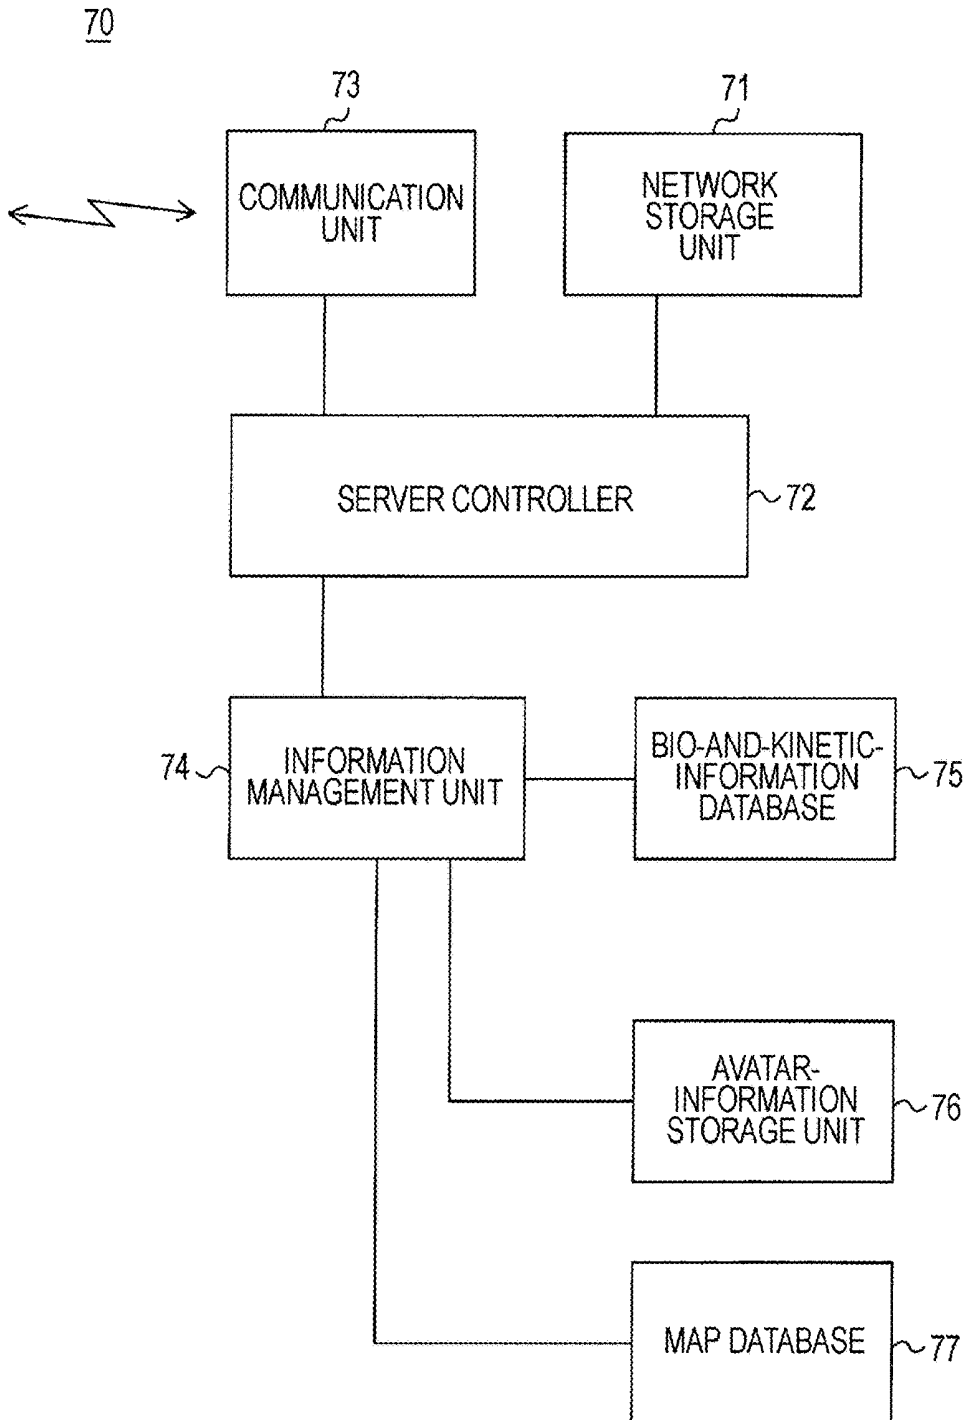 70
73
71
COMMUNICATION
UNIT
NETWORK
STORAGE
UNIT
SERVER CONTROLLER
72
74
INFORMATION
MANAGEMENT UNIT
BIO-AND-KINETIC-
INFORMATION
DATABASE
75
AVATAR-
INFORMATION
STORAGE UNIT
76
MAP DATABASE
77